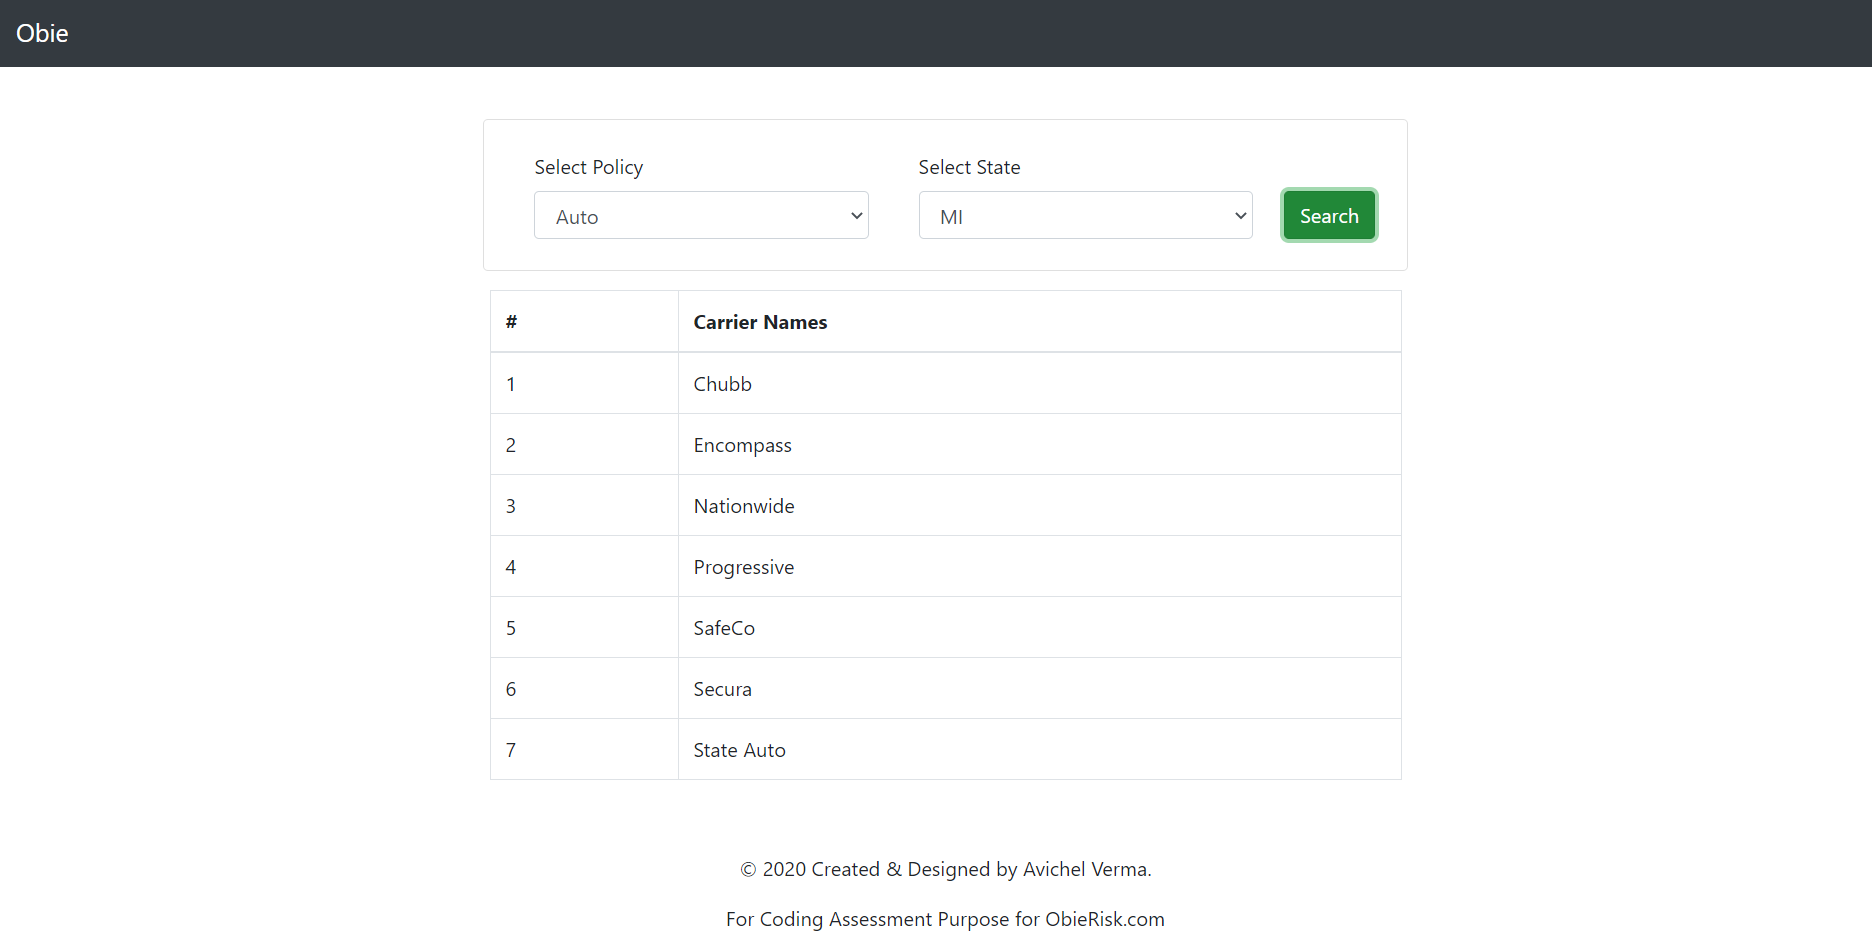 Obie
Select Policy Select State
Auto MI Search
# Carrier Names
1 Chubb
2 Encompass
3 Nationwide
4 Progressive
5 SafeCo
6 Secura
7 State Auto
© 2020 Created & Designed by Avichel Verma.
For Coding Assessment Purpose for ObieRisk.com